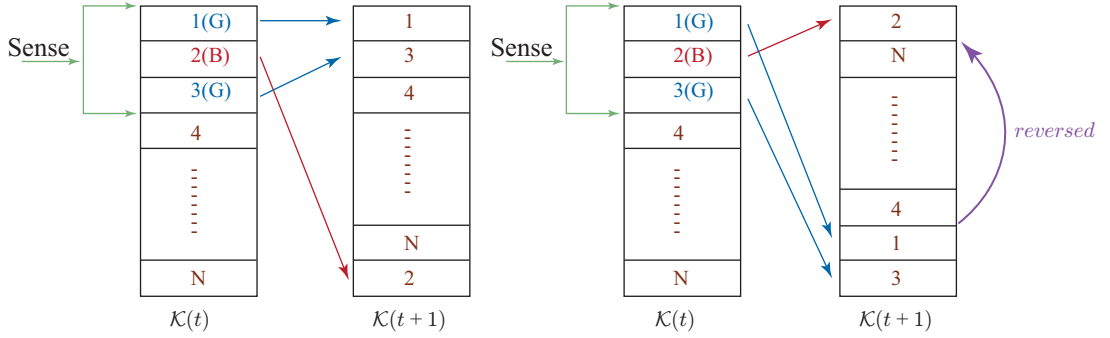 Sense
1(G)
2(B)
3(G)
4
N
K(t)
1
3
4
N
2
K(t + 1)
Sense
1(G)
2(B)
3(G)
4
N
K(t)
2
N
4
1
3
K(t + 1)
reversed